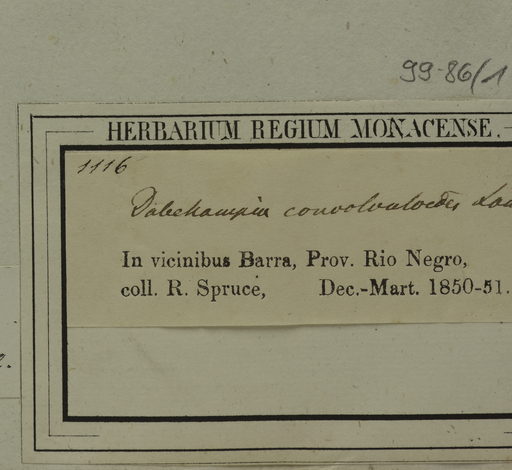 99-86/1
HERBARIUM REGIUM MONACENSE.
1116
Dalechampia convolvuloides Lam
In vicinibus Barra, Prov. Rio Negro,
coll. R. Spruce, Dec.-Mart. 1850-51.